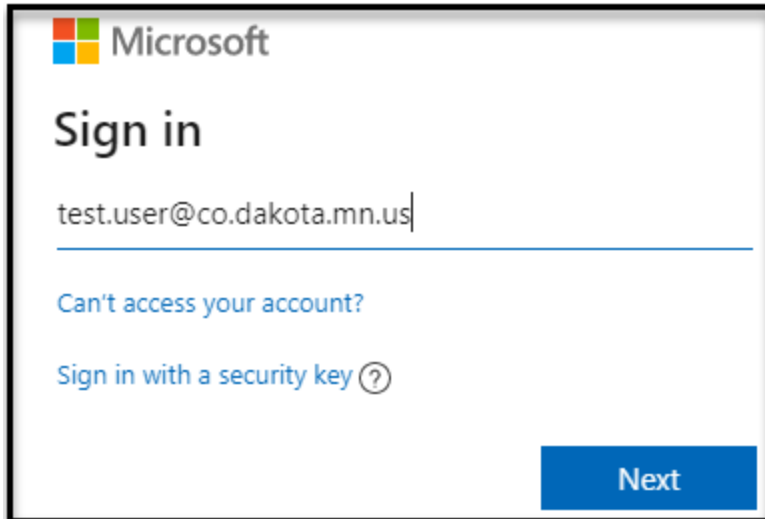 Microsoft
Sign in
test.user@co.dakota.mn.us
Can't access your account?
Sign in with a security key ?
Next